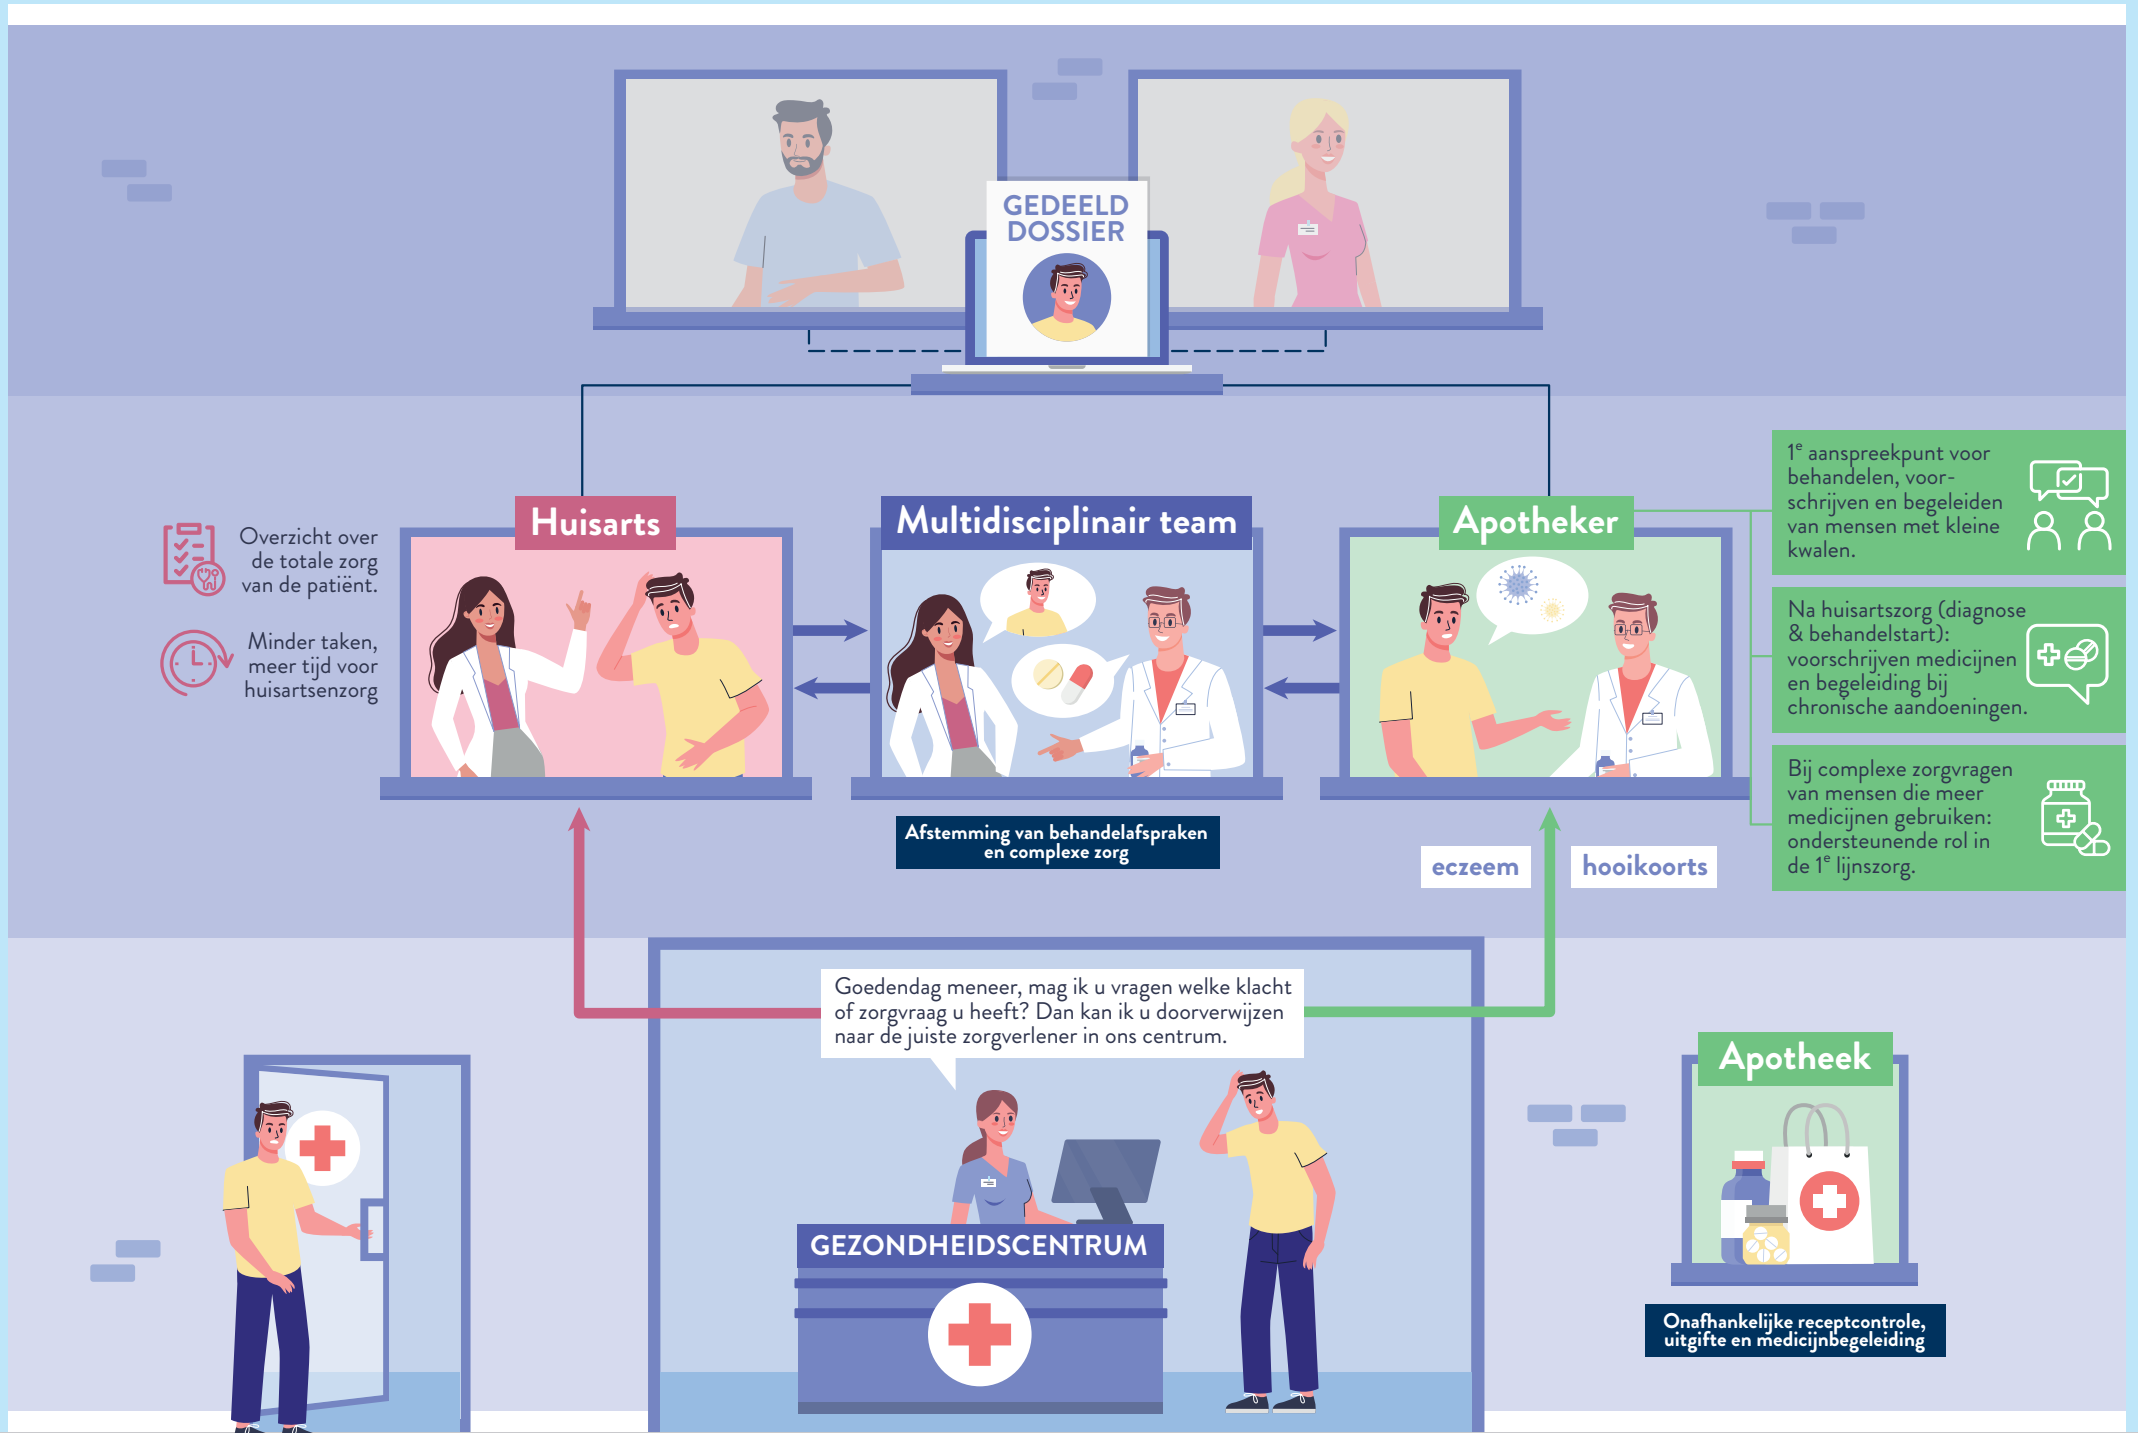 GEDEELD
DOSSIER
Huisarts
Multidisciplinair team
Apotheker
Overzicht over
de totale zorg
van de patiënt.
Minder taken,
meer tijd voor
huisartsenzorg
1e aanspreekpunt voor
behandelen, voor-
schrijven en begeleiden
van mensen met kleine
kwalen.
Na huisartszorg (diagnose
& behandelstart):
voorschrijven medicijnen
en begeleiding bij
chronische aandoeningen.
Bij complexe zorgvragen
van mensen die meer
medicijnen gebruiken:
ondersteunende rol in
de 1e lijnszorg.
Afstemming van behandelafspraken
en complexe zorg
eczeem
hooikoorts
Goedendag meneer, mag ik u vragen welke klacht
of zorgvraag u heeft? Dan kan ik u doorverwijzen
naar de juiste zorgverlener in ons centrum.
GEZONDHEIDSCENTRUM
Apotheek
Onafhankelijke receptcontrole,
uitgifte en medicijnbegeleiding